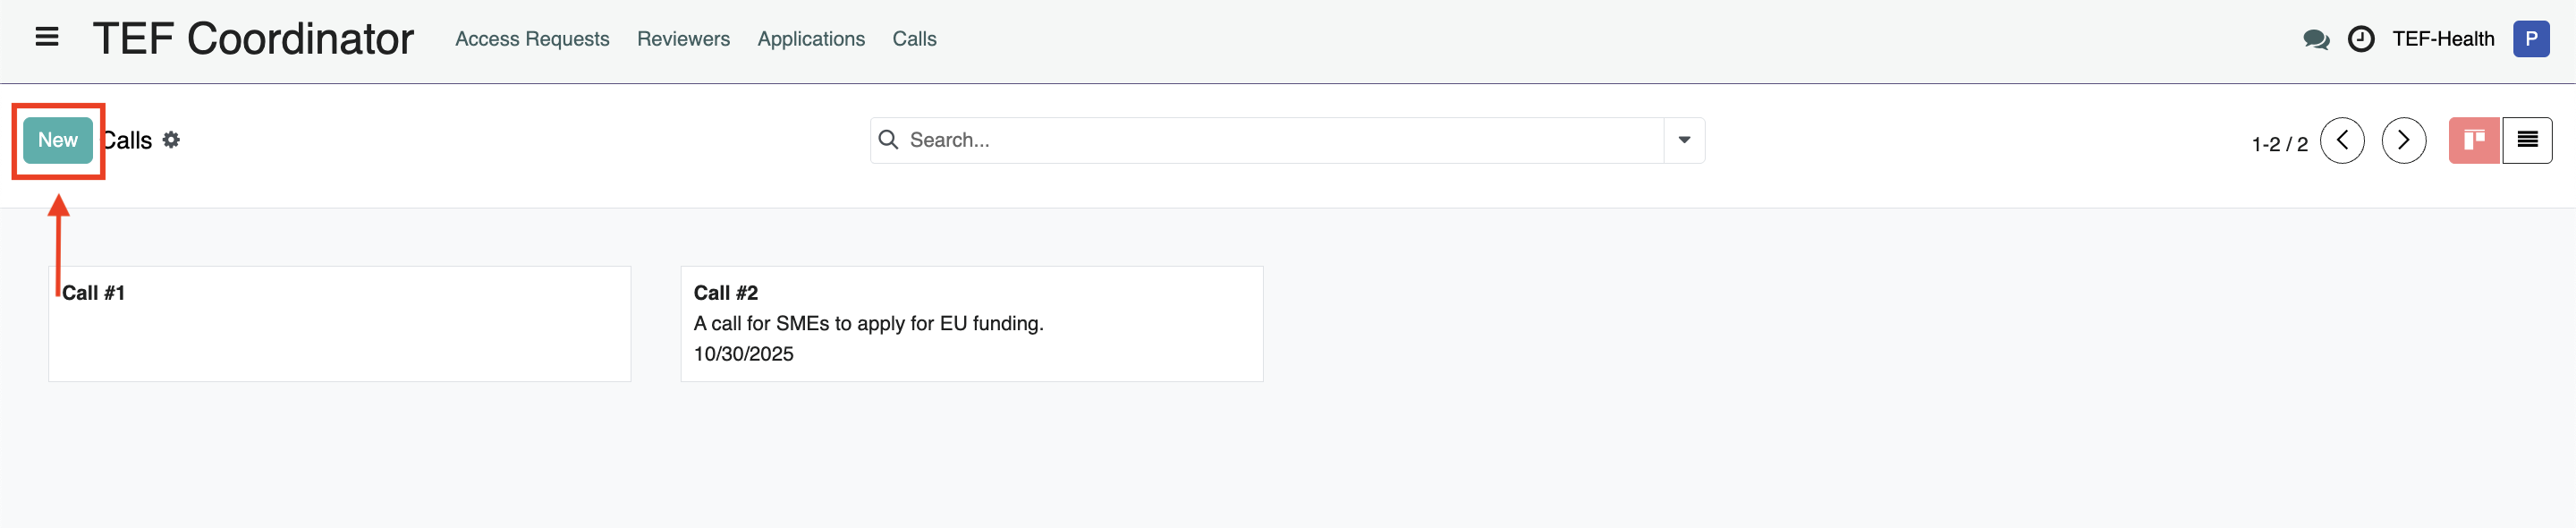 TEF Coordinator Access Requests Reviewers Applications Calls TEF-Health P
New Calls Search... 1-2 / 2
Call #1
Call #2
A call for SMEs to apply for EU funding.
10/30/2025